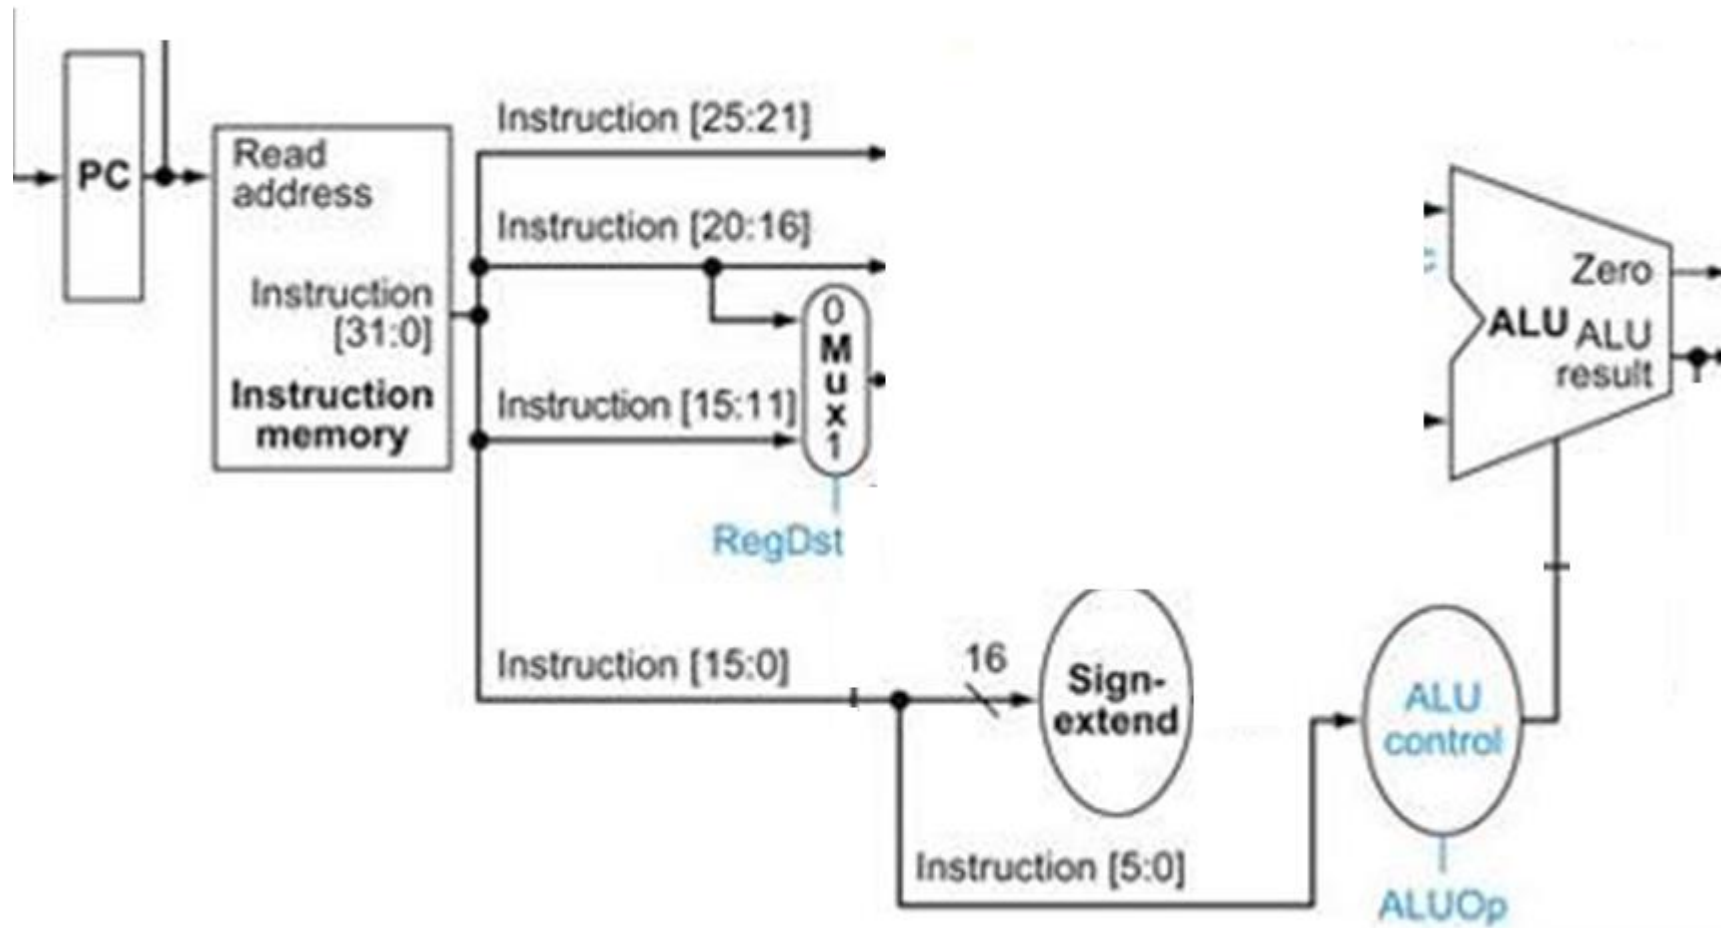 PC
Read
address
Instruction
[31:0]
Instruction
memory
Instruction [25:21]
Instruction [20:16]
Instruction [15:11]
0
M
u
x
1
RegDst
Instruction [15:0]
16
Sign-
extend
Instruction [5:0]
ALU
control
ALUOp
Zero
ALU
ALU
result